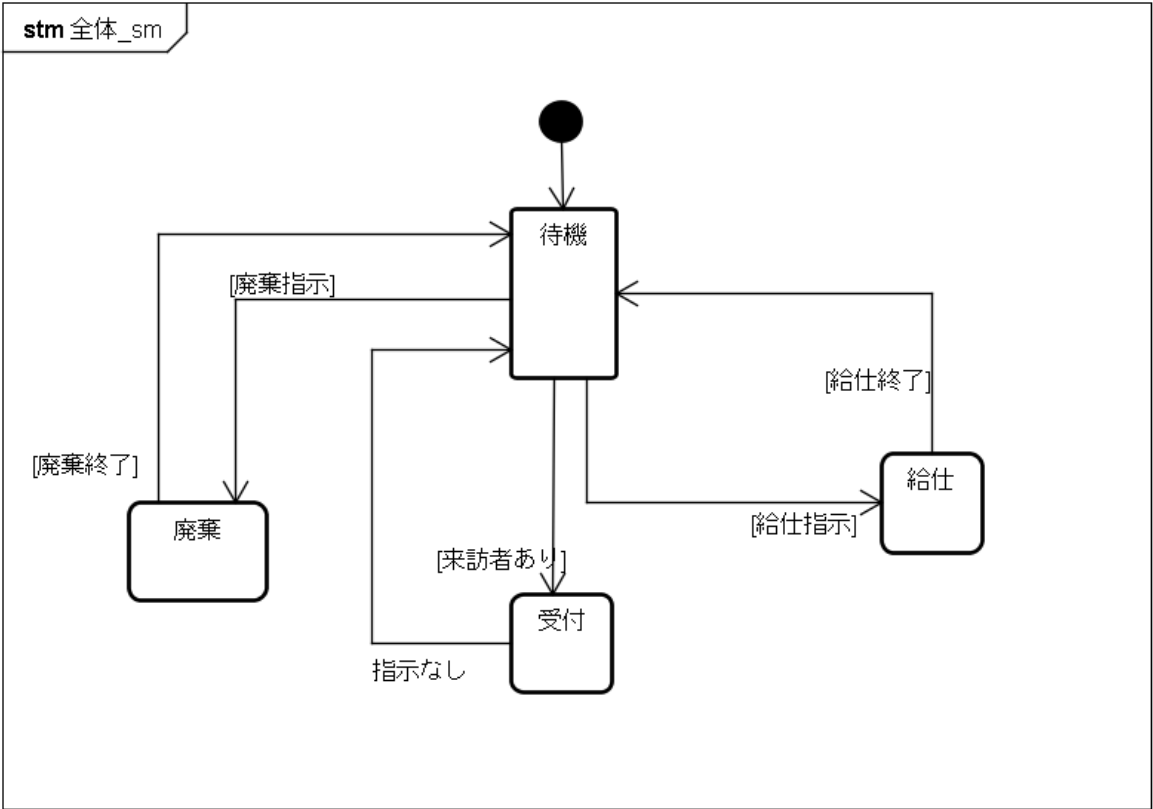 stm 全体_sm
待機
[廃棄指示]
[給仕終了]
[廃棄終了]
給仕
廃棄
[給仕指示]
[来訪者あり]
受付
指示なし